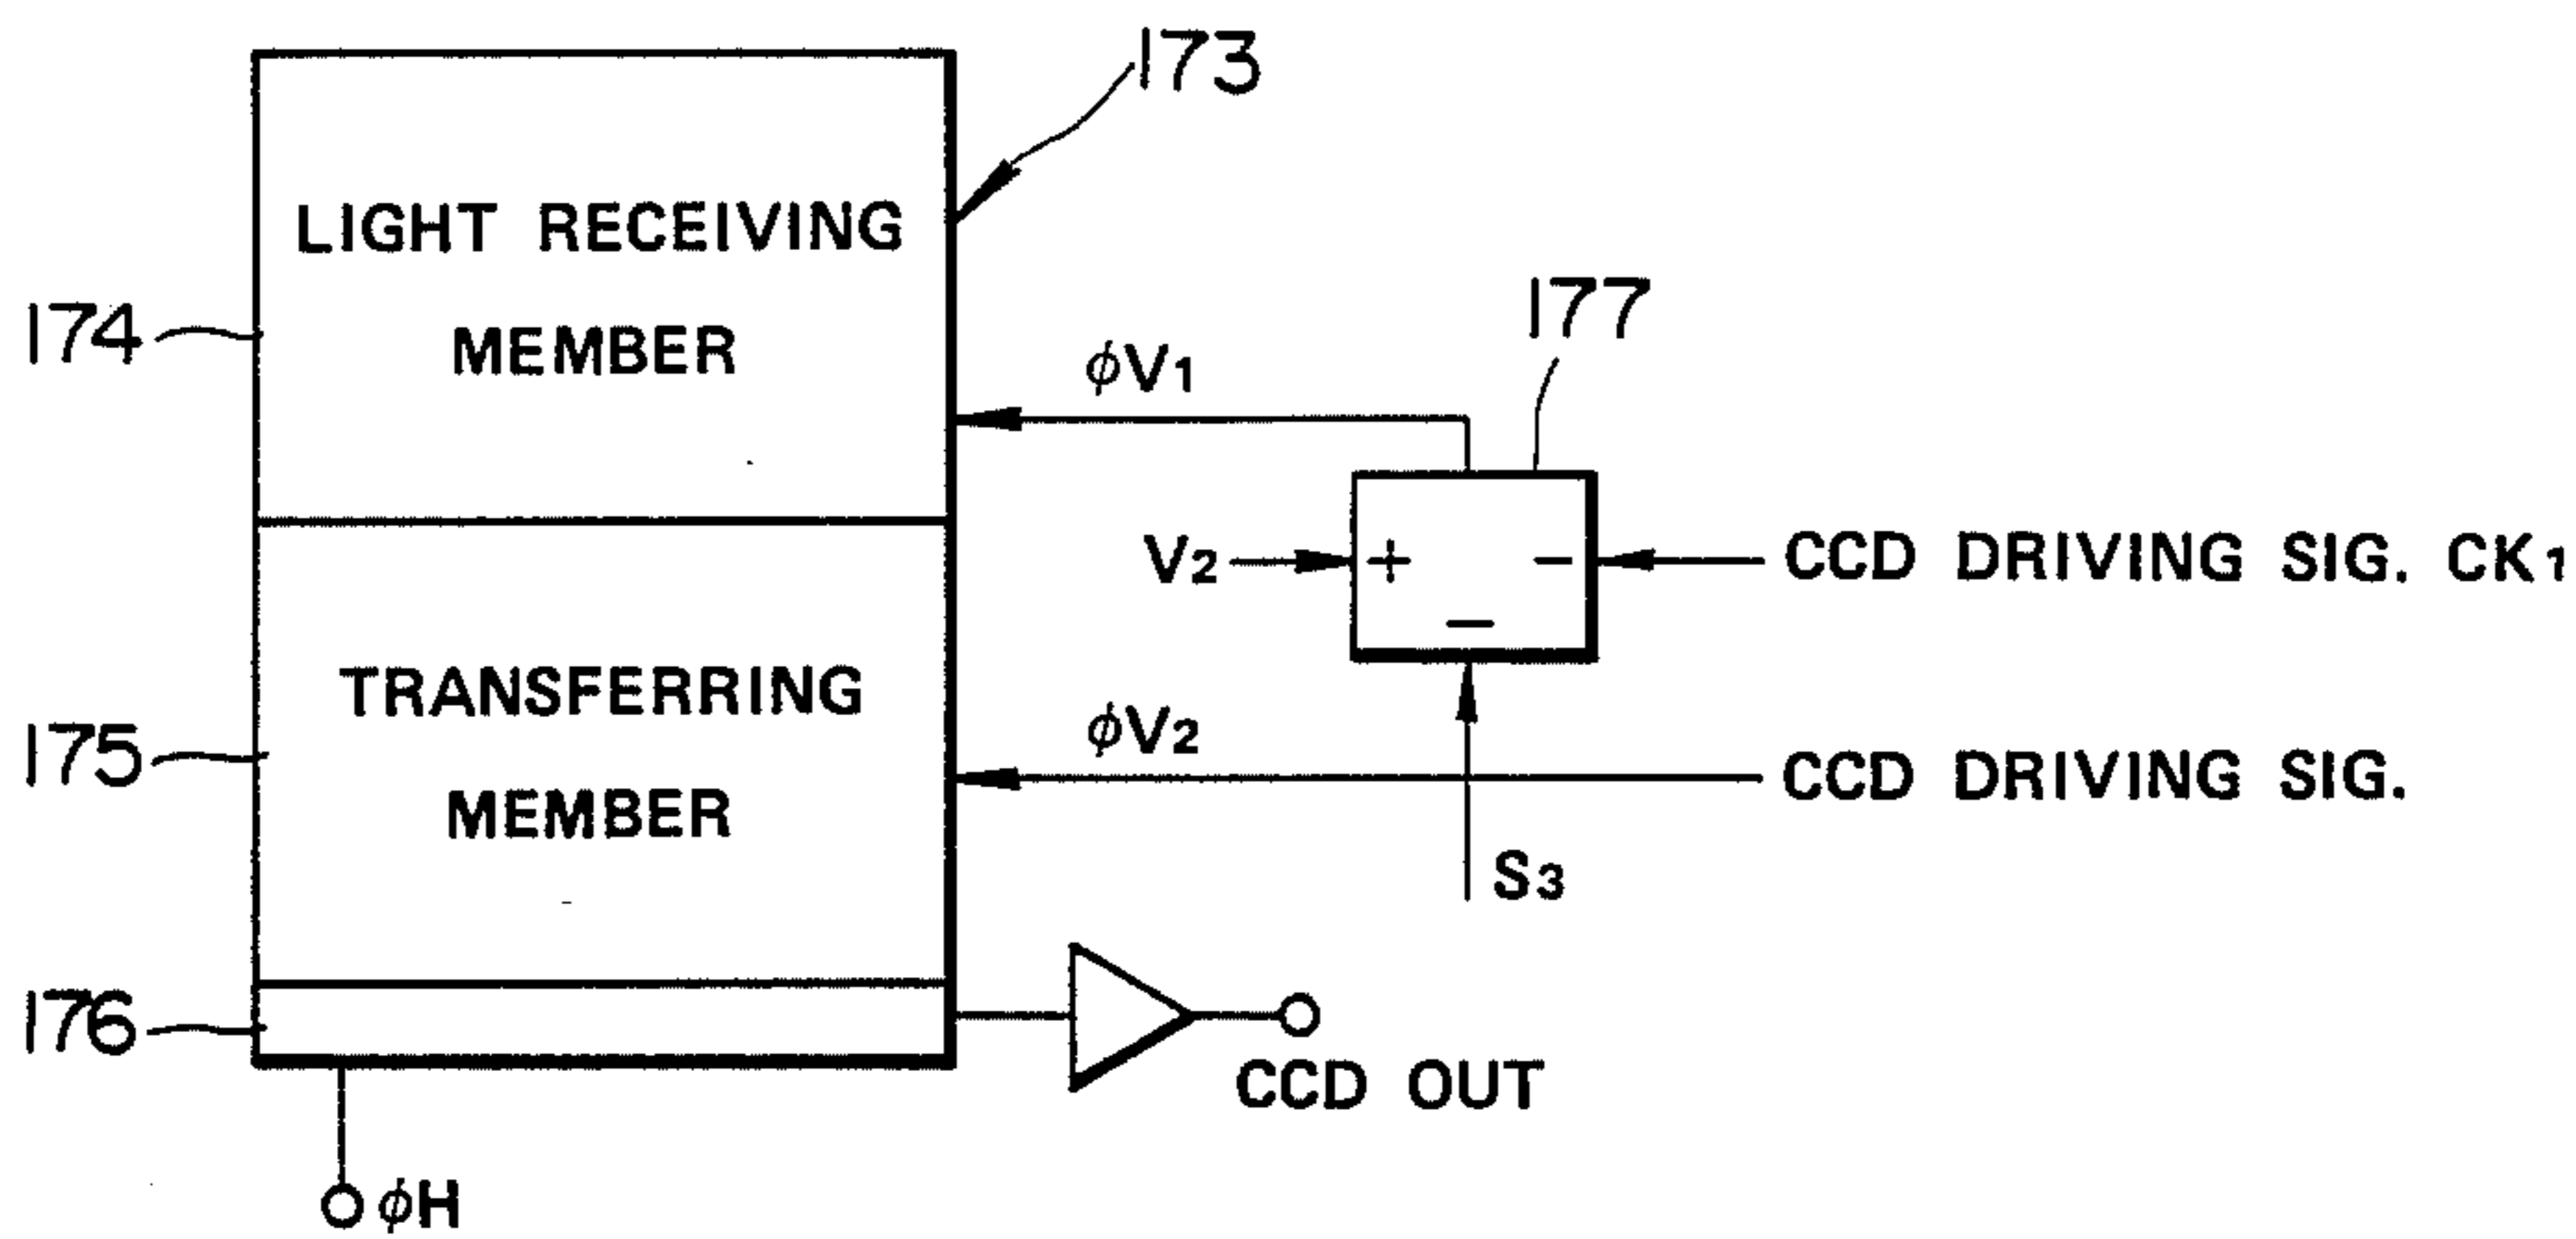 173
LIGHT RECEIVING
MEMBER
174
177
ϕV1
V2
+
−
−
CCD DRIVING SIG. CK1
TRANSFERRING
MEMBER
175
ϕV2
CCD DRIVING SIG.
S3
176
CCD OUT
ϕH